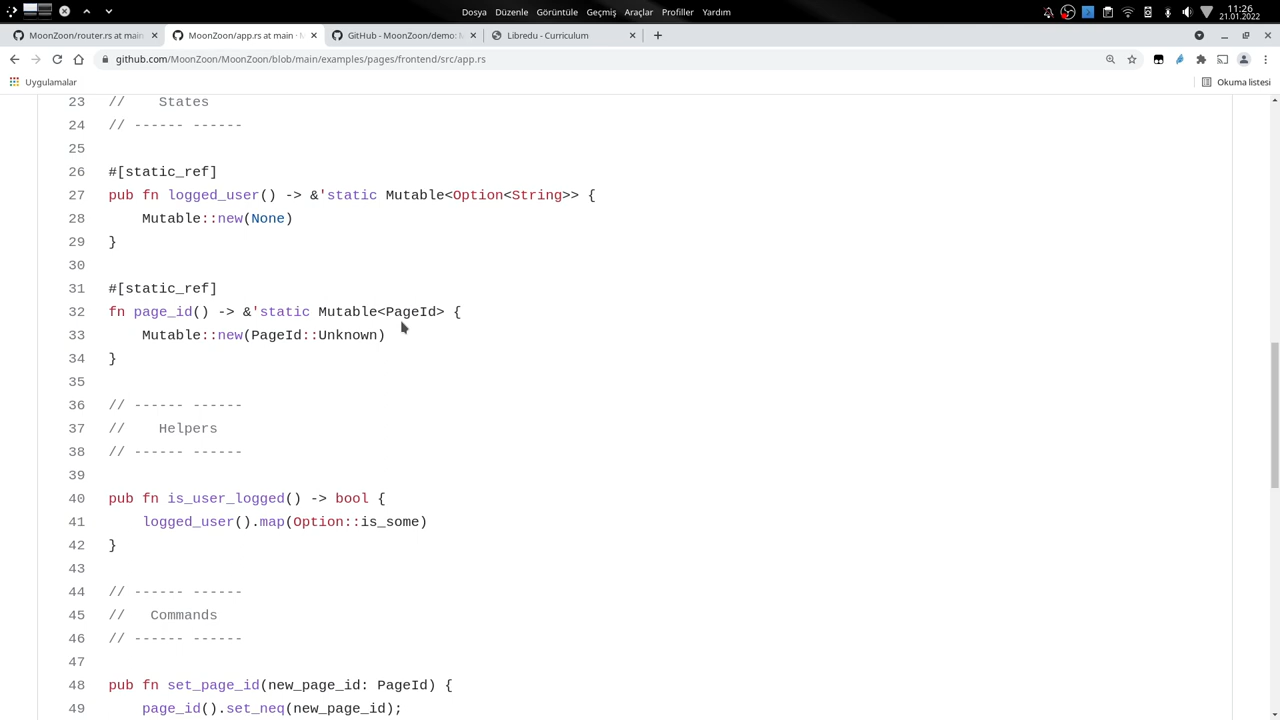 Dosya Düzenle Görüntüle Geçmiş Araçlar Profiller Yardım
11:26
21.01.2022
MoonZoon/router.rs at main
MoonZoon/app.rs at main · M
GitHub - MoonZoon/demo: 
Libredu - Curriculum
github.com/MoonZoon/MoonZoon/blob/main/examples/pages/frontend/src/app.rs
Uygulamalar
Okuma listesi
23 // States
24 // ------ ------
25
26 #[static_ref]
27 pub fn logged_user() -> &'static Mutable<Option<String>> {
28 Mutable::new(None)
29 }
30
31 #[static_ref]
32 fn page_id() -> &'static Mutable<PageId> {
33 Mutable::new(PageId::Unknown)
34 }
35
36 // ------ ------
37 // Helpers
38 // ------ ------
39
40 pub fn is_user_logged() -> bool {
41 logged_user().map(Option::is_some)
42 }
43
44 // ------ ------
45 // Commands
46 // ------ ------
47
48 pub fn set_page_id(new_page_id: PageId) {
49 page_id().set_neq(new_page_id);